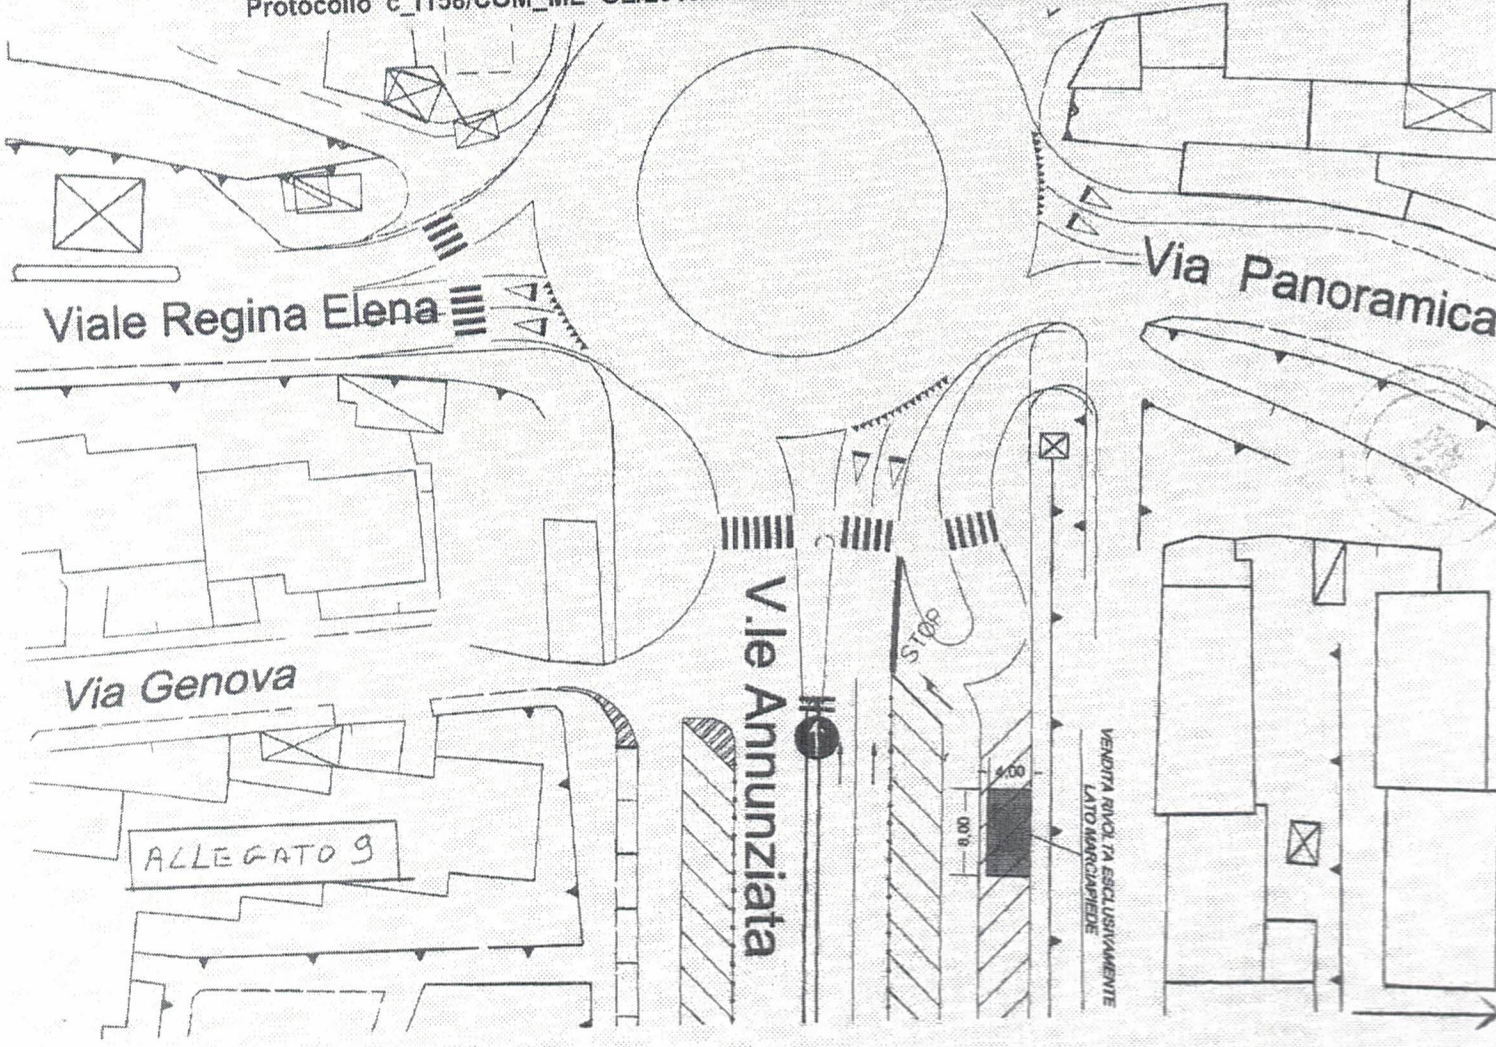 Protocollo
Via Panoramica
Viale Regina Elena
STOP
V.le Annunziata
Via Genova
4,00
8,00
VENDITA RIVOLTA ESCLUSIVAMENTE
LATO MARCIAPIEDE
ALLEGATO 9